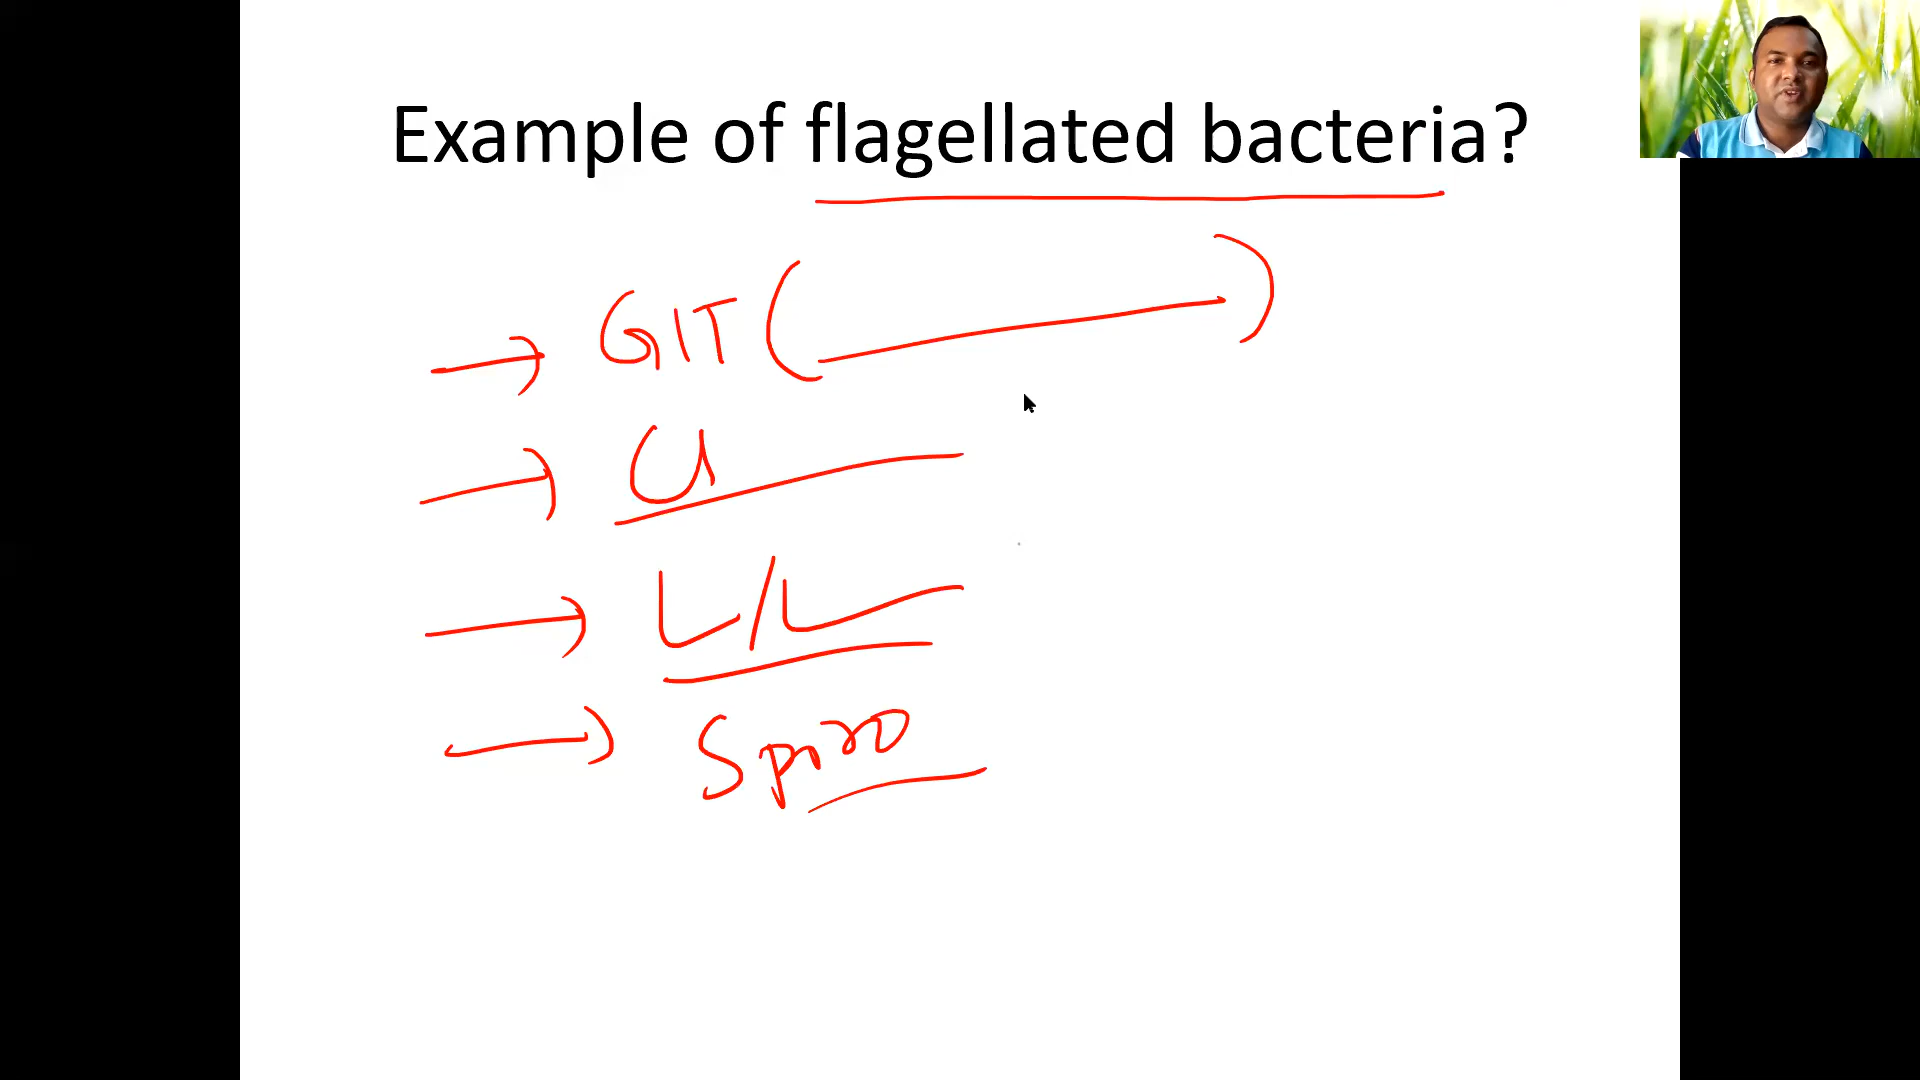 Example of flagellated bacteria?
→ GIT ( )
→ U
→ L/L
→ Spiro